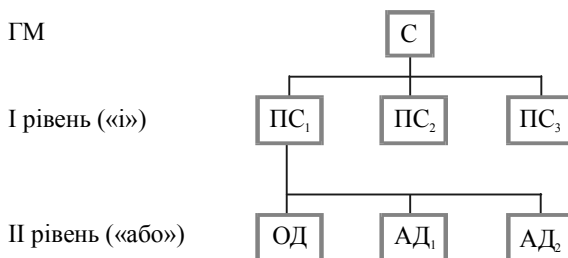 ГМ С
І рівень («і») ПС₁ ПС₂ ПС₃
ІІ рівень («або») ОД АД₁ АД₂